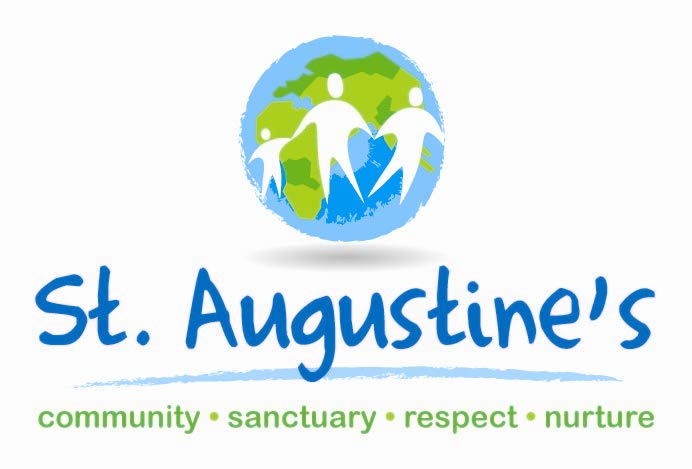 St. Augustine's
community • sanctuary • respect • nurture